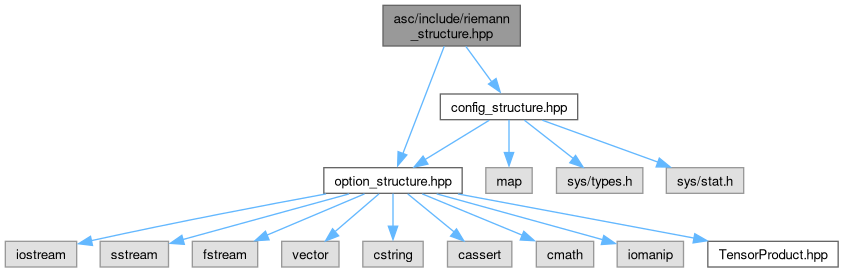 asc/include/riemann
_structure.hpp
config_structure.hpp
option_structure.hpp
map
sys/types.h
sys/stat.h
iostream
sstream
fstream
vector
cstring
cassert
cmath
iomanip
TensorProduct.hpp